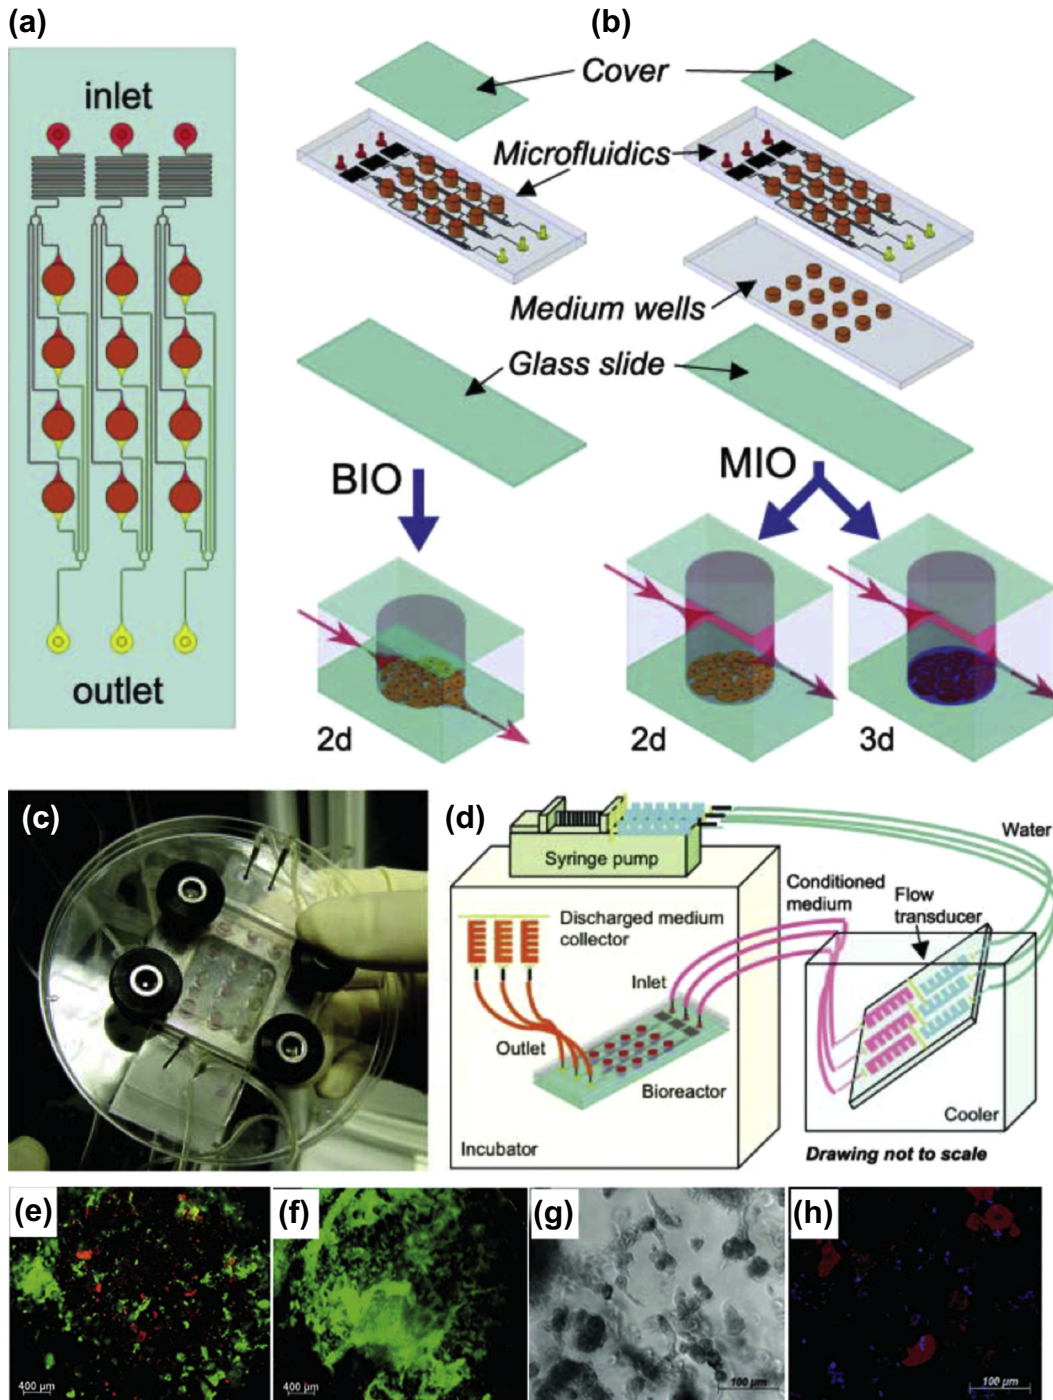 (a)
(b)
inlet
outlet
Cover
Microfluidics
Medium wells
Glass slide
BIO
MIO
2d
2d
3d
(c)
(d)
Syringe pump
Water
Conditioned
medium
Flow
transducer
Discharged medium
collector
Inlet
Outlet
Bioreactor
Incubator
Cooler
Drawing not to scale
(e)
(f)
(g)
(h)
400 µm
400 µm
100 µm
100 µm